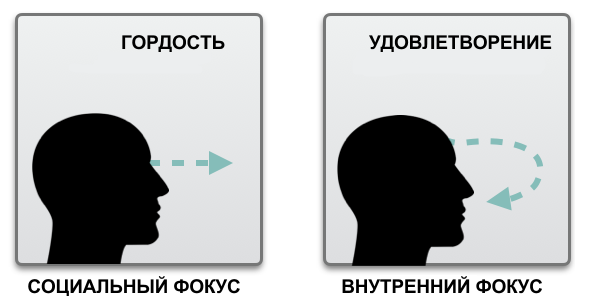 ГОРДОСТЬ
УДОВЛЕТВОРЕНИЕ
СОЦИАЛЬНЫЙ ФОКУС
ВНУТРЕННИЙ ФОКУС